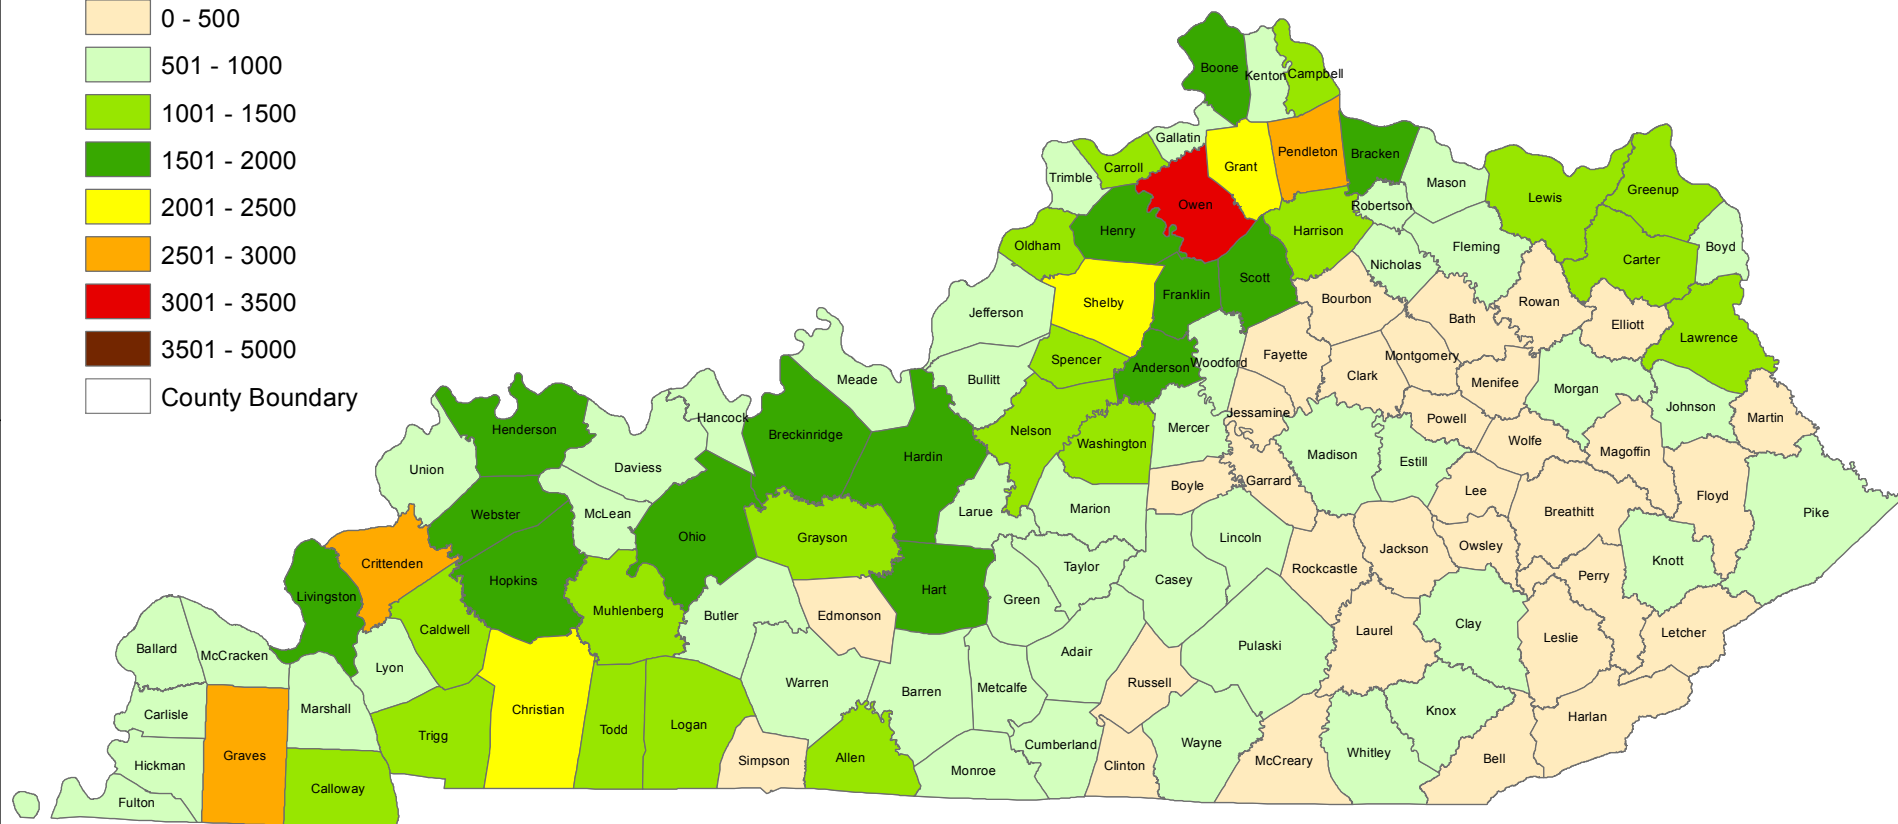 0 - 500
501 - 1000
1001 - 1500
1501 - 2000
2001 - 2500
2501 - 3000
3001 - 3500
3501 - 5000
County Boundary
Boone
Kenton
Campbell
Gallatin
Carroll
Trimble
Grant
Pendleton
Bracken
Mason
Lewis
Greenup
Owen
Robertson
Henry
Harrison
Fleming
Oldham
Boyd
Carter
Nicholas
Scott
Franklin
Shelby
Bourbon
Rowan
Bath
Elliott
Jefferson
Lawrence
Spencer
Woodford
Fayette
Montgomery
Anderson
Clark
Menifee
Morgan
Bullitt
Meade
Johnson
Martin
Hancock
Jessamine
Powell
Henderson
Breckinridge
Nelson
Washington
Mercer
Wolfe
Magoffin
Union
Daviess
Hardin
Madison
Estill
Boyle
Garrard
Lee
Floyd
Webster
McLean
Larue
Marion
Breathitt
Pike
Ohio
Grayson
Lincoln
Jackson
Owsley
Crittenden
Knott
Hopkins
Taylor
Casey
Rockcastle
Perry
Livingston
Hart
Green
Muhlenberg
Butler
Edmonson
Caldwell
Laurel
Clay
Leslie
Letcher
Ballard
McCracken
Lyon
Adair
Pulaski
Warren
Barren
Metcalfe
Russell
Carlisle
Marshall
Christian
Todd
Logan
Trigg
Knox
Harlan
Graves
Hickman
Simpson
Allen
Cumberland
Wayne
Whitley
McCreary
Bell
Monroe
Clinton
Calloway
Fulton